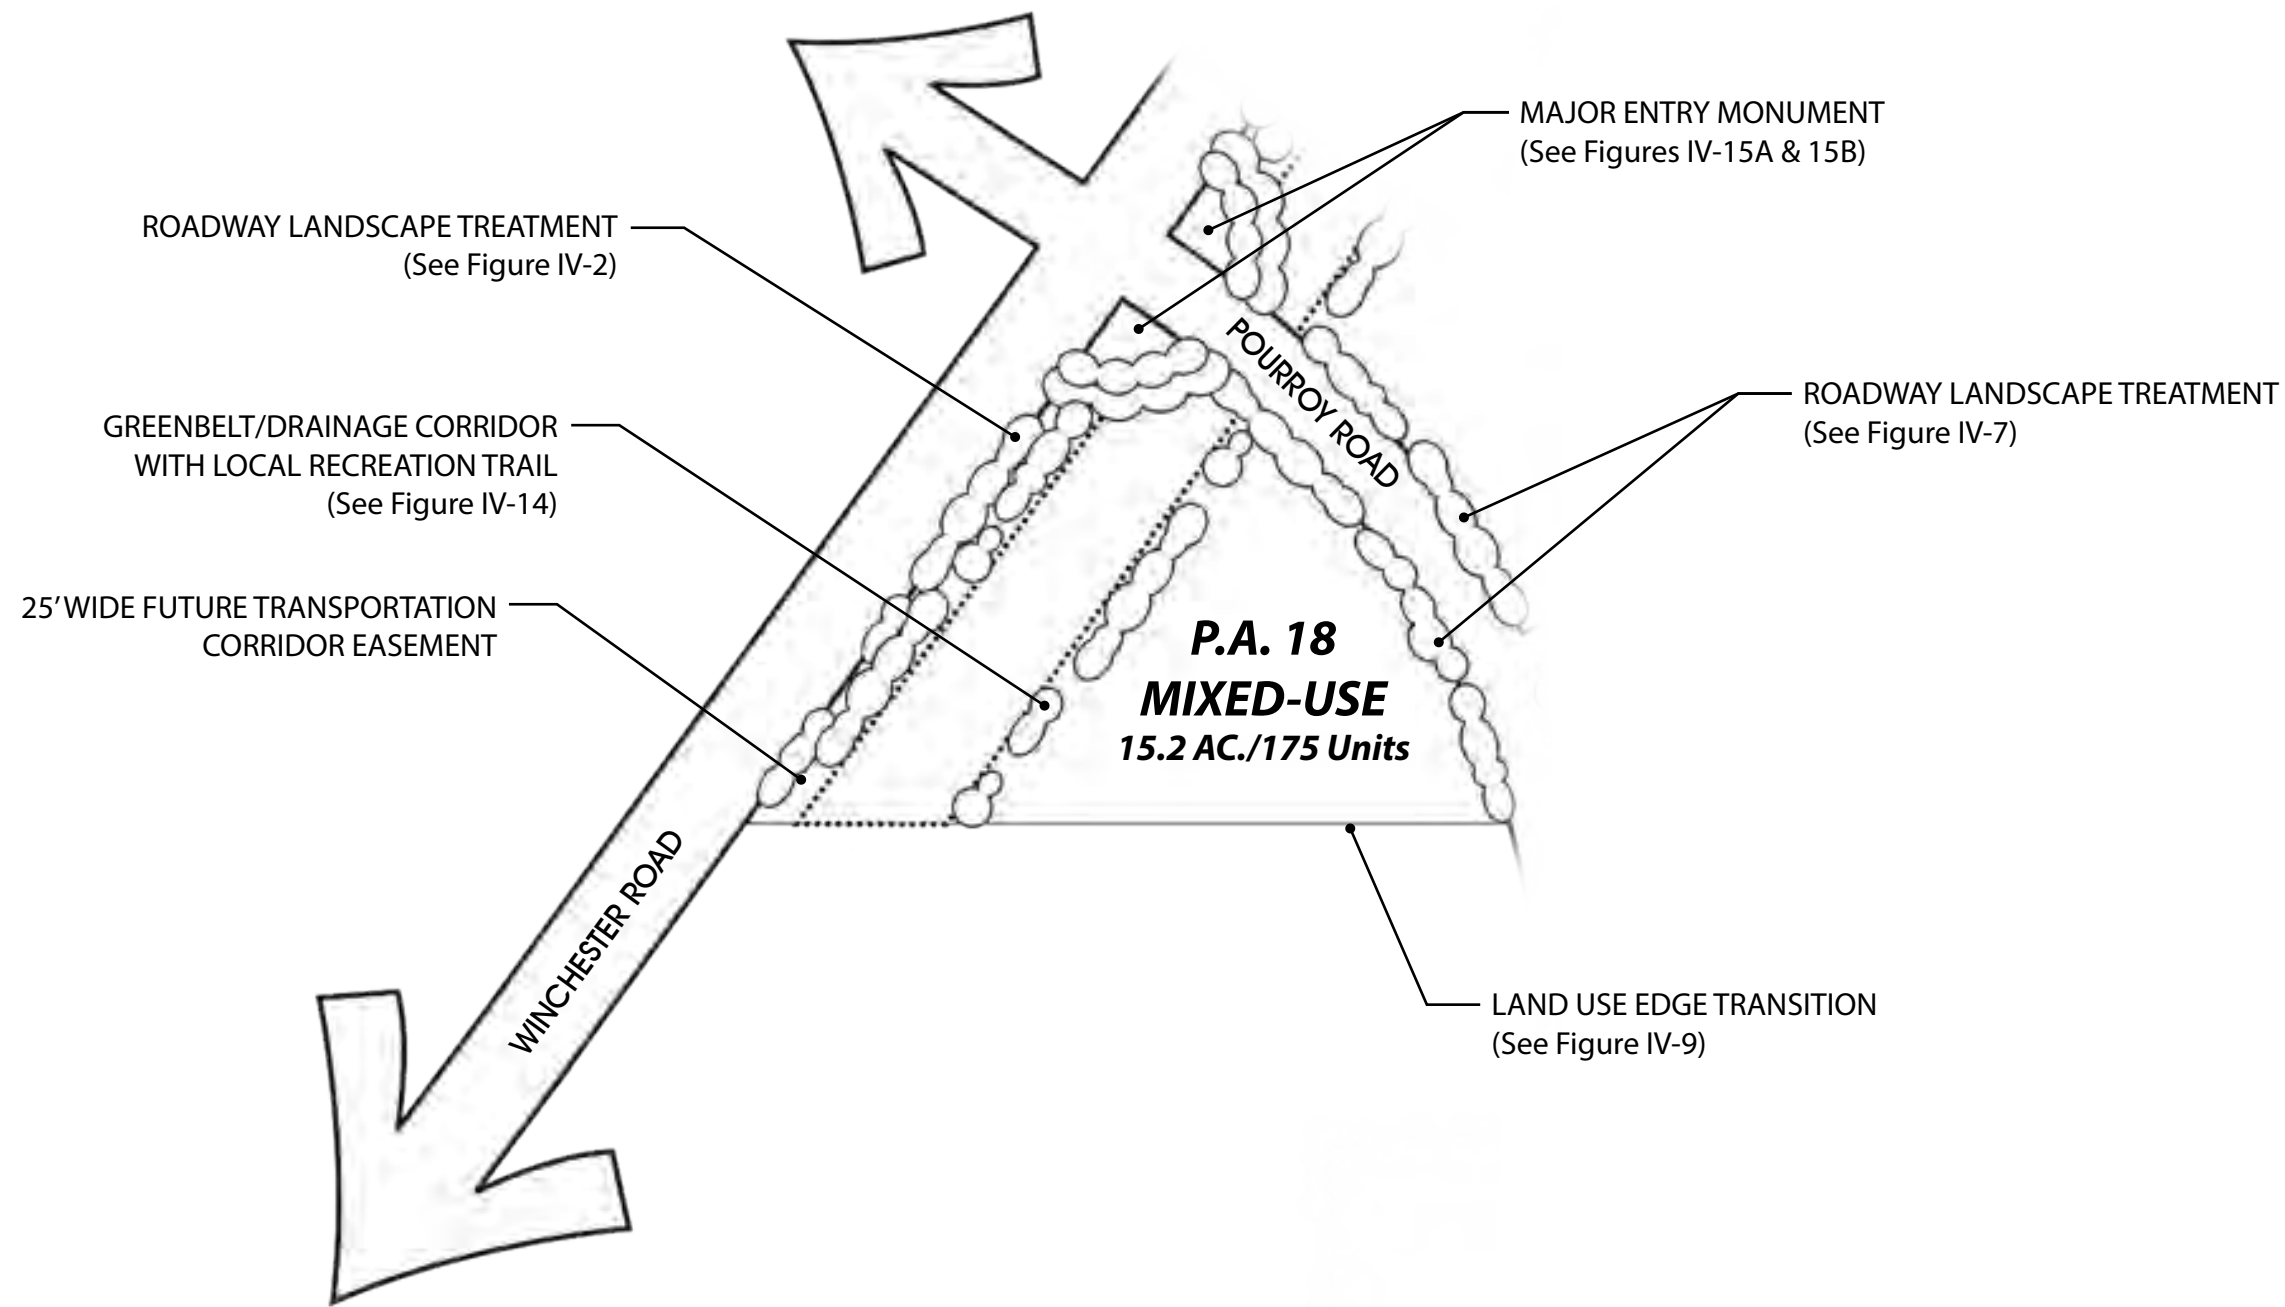 MAJOR ENTRY MONUMENT
(See Figures IV-15A & 15B)
ROADWAY LANDSCAPE TREATMENT
(See Figure IV-2)
POURROY ROAD
ROADWAY LANDSCAPE TREATMENT
(See Figure IV-7)
GREENBELT/DRAINAGE CORRIDOR
WITH LOCAL RECREATION TRAIL
(See Figure IV-14)
25' WIDE FUTURE TRANSPORTATION
CORRIDOR EASEMENT
P.A. 18
MIXED-USE
15.2 AC./175 Units
WINCHESTER ROAD
LAND USE EDGE TRANSITION
(See Figure IV-9)